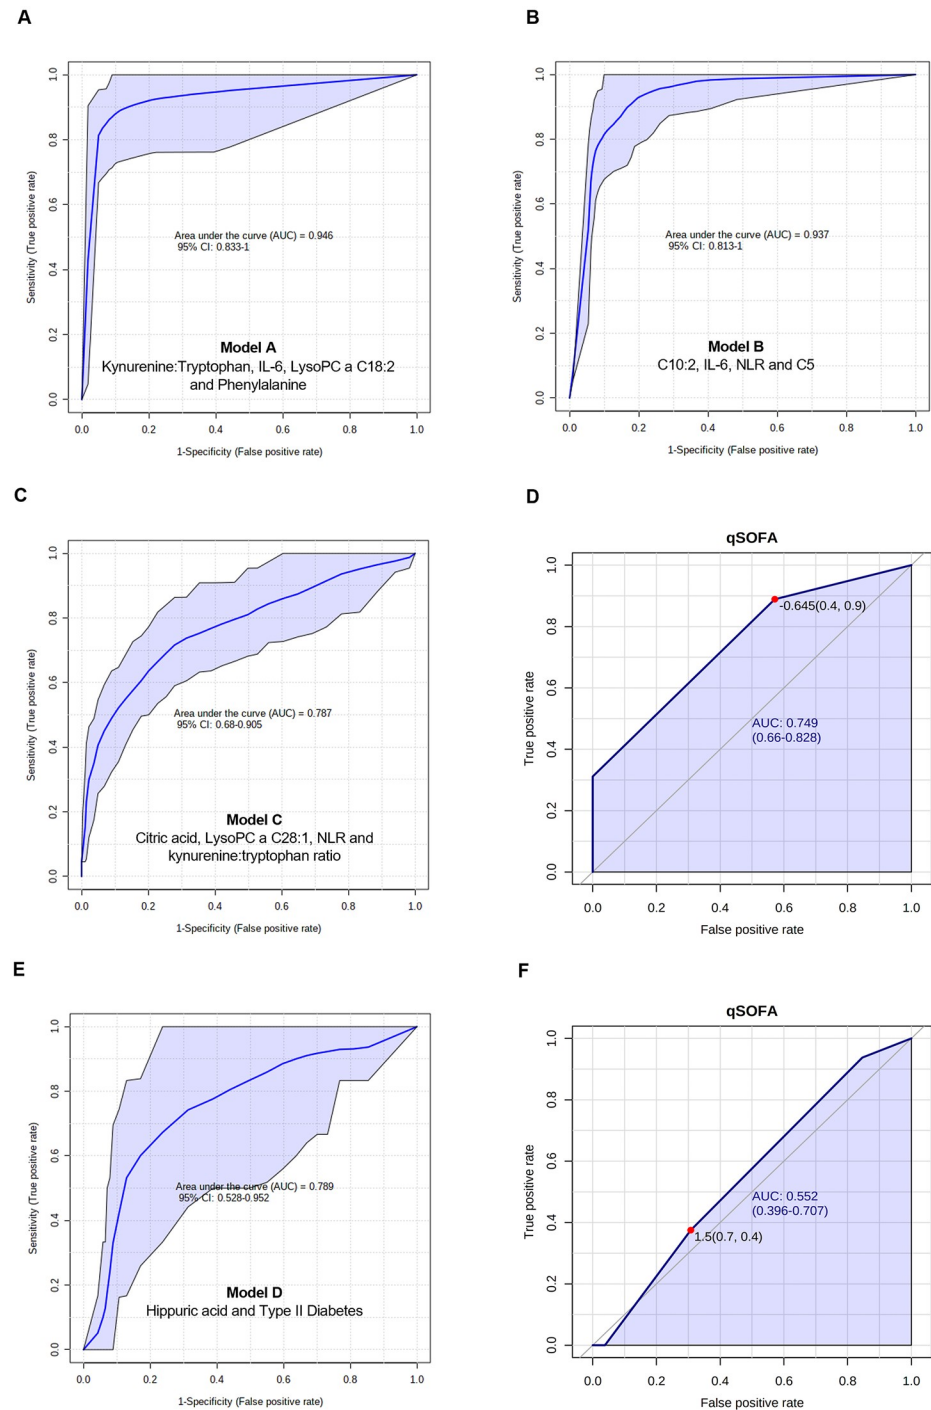 A
1.0
0.8
0.6
0.4
0.2
0.0
Sensitivity (True positive rate)
Area under the curve (AUC) = 0.946
95% CI: 0.833-1
Model A
Kynurenine:Tryptophan, IL-6, LysoPC a C18:2
and Phenylalanine
0.0 0.2 0.4 0.6 0.8 1.0
1-Specificity (False positive rate)
B
1.0
0.8
0.6
0.4
0.2
0.0
Sensitivity (True positive rate)
Area under the curve (AUC) = 0.937
95% CI: 0.813-1
Model B
C10:2, IL-6, NLR and C5
0.0 0.2 0.4 0.6 0.8 1.0
1-Specificity (False positive rate)
C
1.0
0.8
0.6
0.4
0.2
0.0
Sensitivity (True positive rate)
Area under the curve (AUC) = 0.787
95% CI: 0.68-0.905
Model C
Citric acid, LysoPC a C28:1, NLR and
kynurenine:tryptophan ratio
0.0 0.2 0.4 0.6 0.8 1.0
1-Specificity (False positive rate)
D
qSOFA
1.0
0.8
0.6
0.4
0.2
0.0
True positive rate
-0.645(0.4, 0.9)
AUC: 0.749
(0.66-0.828)
0.0 0.2 0.4 0.6 0.8 1.0
False positive rate
E
1.0
0.8
0.6
0.4
0.2
0.0
Sensitivity (True positive rate)
Area under the curve (AUC) = 0.789
95% CI: 0.528-0.952
Model D
Hippuric acid and Type II Diabetes
0.0 0.2 0.4 0.6 0.8 1.0
1-Specificity (False positive rate)
F
qSOFA
1.0
0.8
0.6
0.4
0.2
0.0
True positive rate
AUC: 0.552
(0.396-0.707)
1.5(0.7, 0.4)
0.0 0.2 0.4 0.6 0.8 1.0
False positive rate